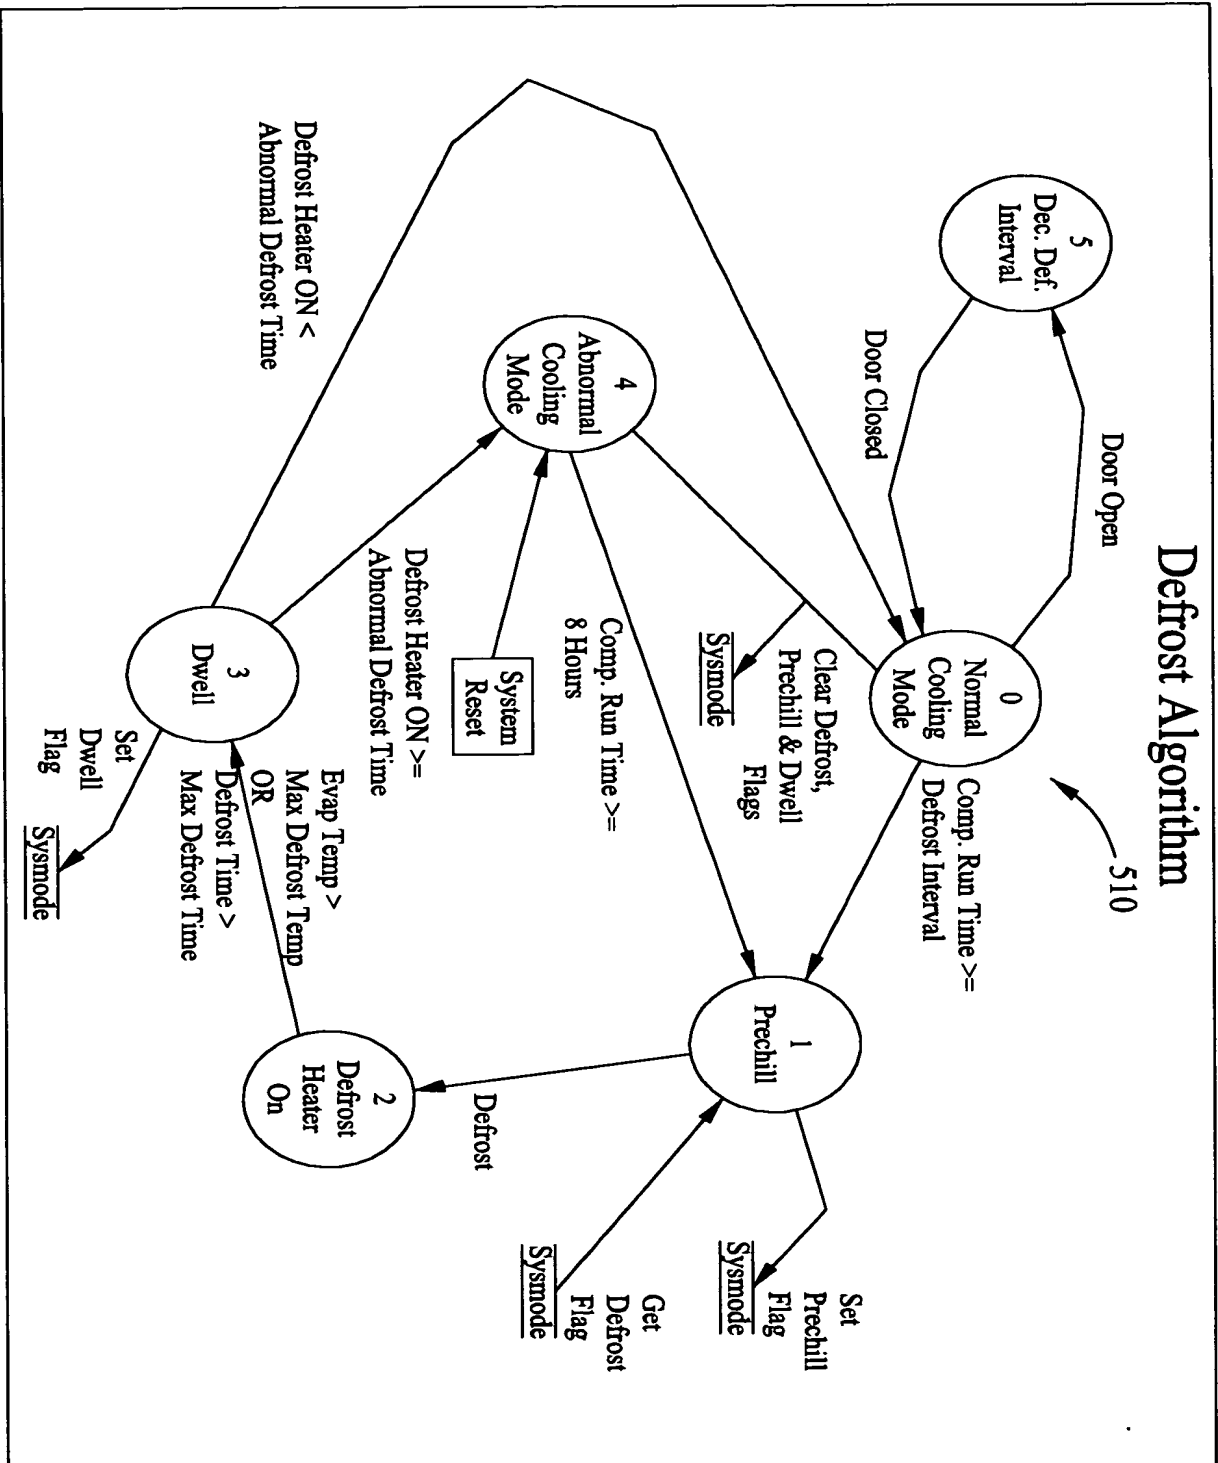 Defrost Algorithm
510
Door Open
5
Dec. Def.
Interval
Door Closed
0
Normal
Cooling
Mode
Comp. Run Time >=
Defrost Interval
Clear Defrost,
Prechill & Dwell
Flags
Sysmode
1
Prechill
Set
Prechill
Flag
Sysmode
Get
Defrost
Flag
Sysmode
4
Abnormal
Cooling
Mode
Comp. Run Time >=
8 Hours
System
Reset
Defrost
Defrost Heater ON >=
Abnormal Defrost Time
2
Defrost
Heater
On
Evap Temp >
Max Defrost Temp
OR
Defrost Time >
Max Defrost Time
Defrost Heater ON <
Abnormal Defrost Time
3
Dwell
Set
Dwell
Flag
Sysmode